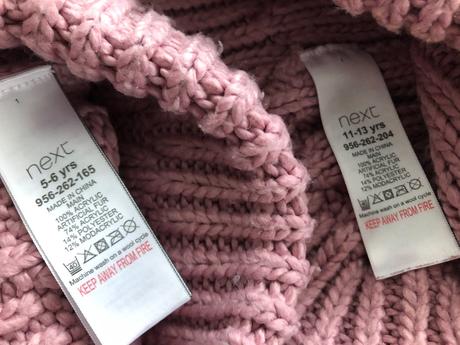 next
5-6 yrs
956-262-165
MADE IN CHINA
MAIN
100% ACRYLIC
ARTIFICIAL FUR
74% ACRYLIC
14% POLYESTER
12% MODACRYLIC
40
Machine wash on a wool cycle
KEEP AWAY FROM FIRE
next
11-13 yrs
956-262-204
MADE IN CHINA
MAIN
100% ACRYLIC
ARTIFICIAL FUR
74% ACRYLIC
14% POLYESTER
12% MODACRYLIC
Machine wash on a wool cycle
KEEP AWAY FROM FIRE